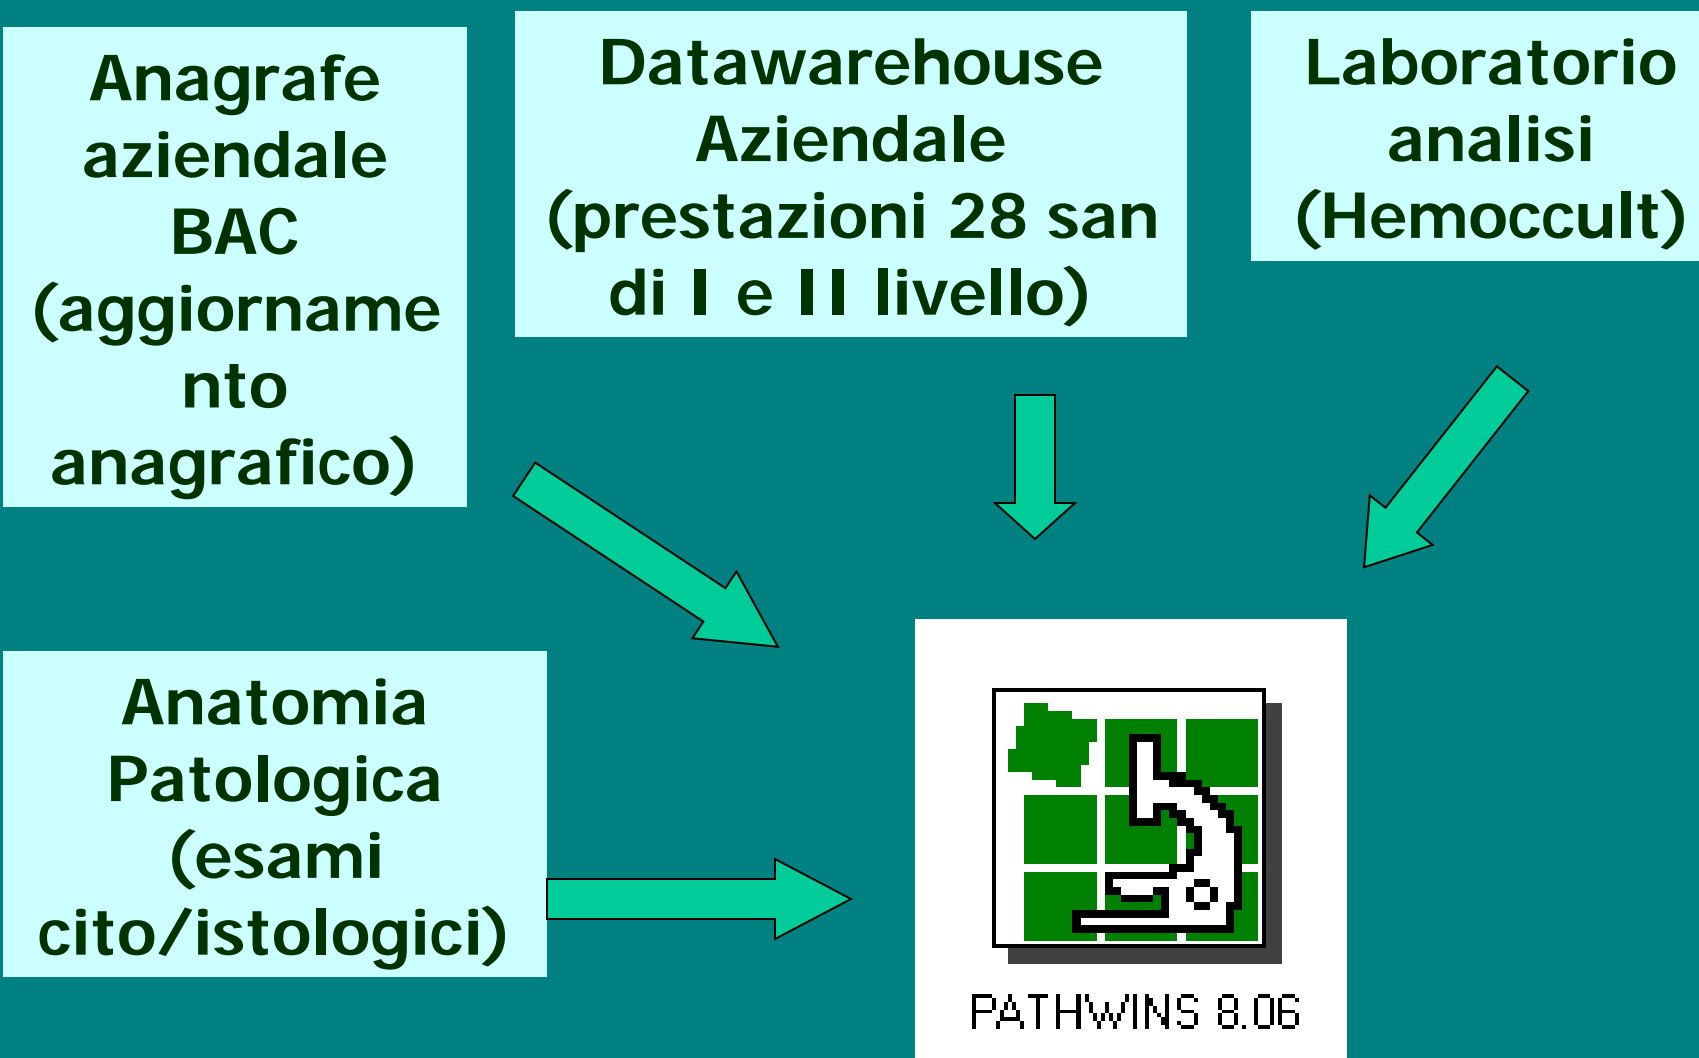 Anagrafe
aziendale
BAC
(aggiorname
nto
anagrafico)
Datawarehouse
Aziendale
(prestazioni 28 san
di I e II livello)
Laboratorio
analisi
(Hemoccult)
Anatomia
Patologica
(esami
cito/istologici)
PATHWINS 8.06